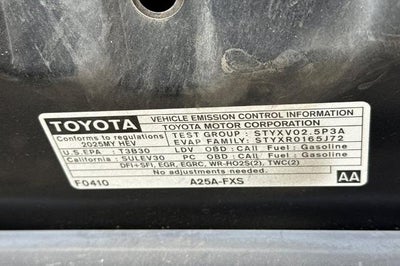 TOYOTA
VEHICLE EMISSION CONTROL INFORMATION
TOYOTA MOTOR CORPORATION
Conforms to regulations
2025MY HEV
TEST GROUP: STYXV02.5P3A
EVAP FAMILY: STYXR0165J72
U.S.EPA : T3B30 LDV OBD : CAⅡ Fuel : Gasoline
California : SULEV30 PC OBD : CAⅡ Fuel : Gasoline
DFI+SFI, EGR, EGRC, WR-HO2S(2), TWC(2)
No adjustments needed.
F0410 A25A-FXS AA